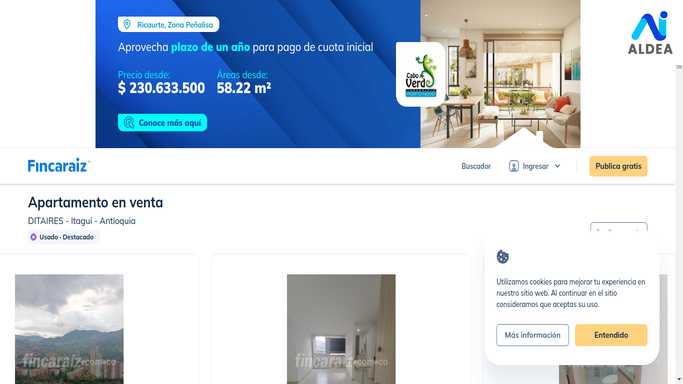 Ricaurte, Zona Peñalisa
Aprovecha plazo de un año para pago de cuota inicial
Precio desde:
$ 230.633.500
Áreas desde:
58.22 m²
Conoce más aquí
Cabo
Verde
ALDEA
Fincaraiz
Buscador
Ingresar
Publica gratis
Apartamento en venta
DITAIRES - Itagui - Antioquia
Usado · Destacado
Utilizamos cookies para mejorar tu experiencia en
nuestro sitio web. Al continuar en el sitio
consideramos que aceptas su uso.
Más información
Entendido
fincaraiz.com.co
fincaraiz.com.co